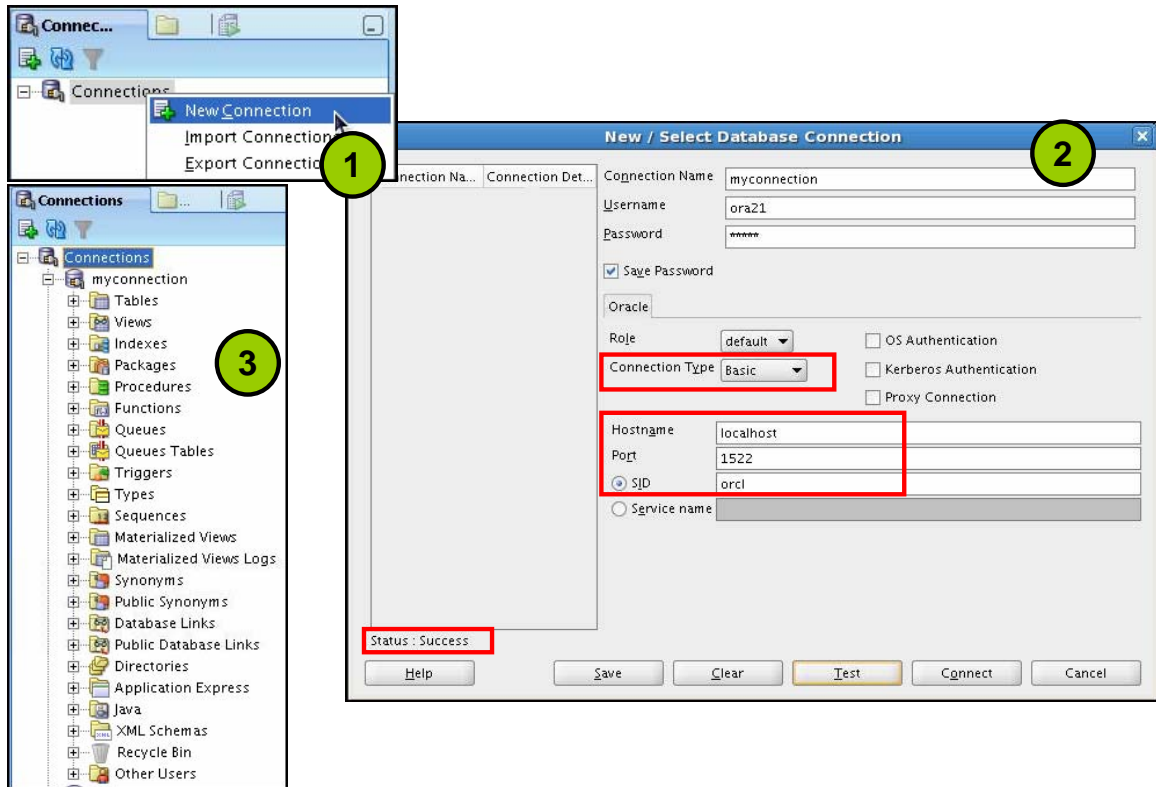 Connec...
Connections
New Connection
Import Connection
Export Connectio
1
Connections
Connections
myconnection
Tables
Views
Indexes
Packages
Procedures
Functions
Queues
Queues Tables
Triggers
Types
Sequences
Materialized Views
Materialized Views Logs
Synonyms
Public Synonyms
Database Links
Public Database Links
Directories
Application Express
Java
XML Schemas
Recycle Bin
Other Users
3
New / Select Database Connection
2
nection Na... Connection Det...
Connection Name myconnection
Username ora21
Password *****
Save Password
Oracle
Role default
OS Authentication
Connection Type Basic
Kerberos Authentication
Proxy Connection
Hostname localhost
Port 1522
SID orcl
Service name
Status : Success
Help Save Clear Test Connect Cancel